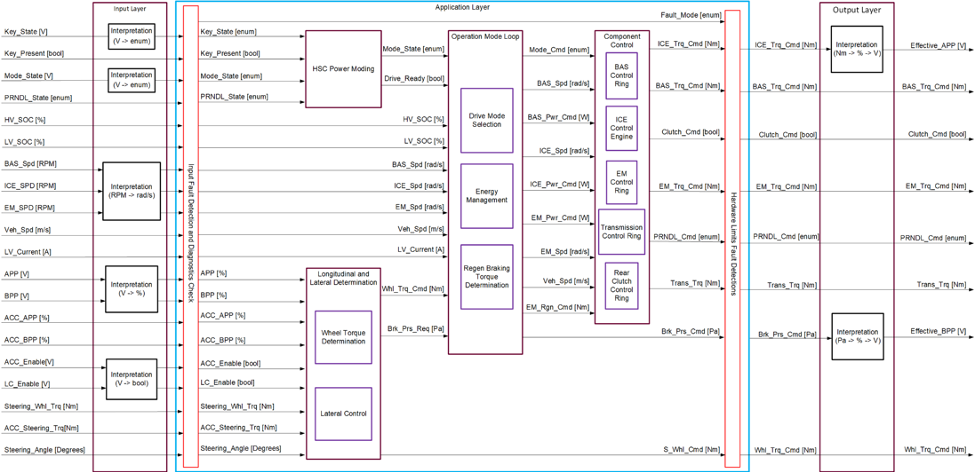 Input Layer
Application Layer
Output Layer
Key_State [V]
Key_Present [bool]
Mode_State [V]
PRNDL_State [enum]
HV_SOC [%]
LV_SOC [%]
BAS_Spd [RPM]
ICE_SPD [RPM]
EM_SPD [RPM]
Veh_Spd [m/s]
LV_Current [A]
APP [V]
BPP [V]
ACC_APP [%]
ACC_BPP [%]
ACC_Enable[V]
LC_Enable [V]
Steering_Whl_Trq [Nm]
ACC_Steering_Trq[Nm]
Steering_Angle [Degrees]
Interpretation
(V -> enum)
Interpretation
(V -> enum)
Interpretation
(RPM -> rad/s)
Interpretation
(V -> %)
Interpretation
(V -> bool)
Input Fault Detection and Diagnostics Check
Key_State [enum]
Key_Present [bool]
Mode_State [enum]
PRNDL_State [enum]
HV_SOC [%]
LV_SOC [%]
BAS_Spd [rad/s]
ICE_Spd [rad/s]
EM_Spd [rad/s]
Veh_Spd [m/s]
LV_Current [A]
APP [%]
BPP [%]
ACC_APP [%]
ACC_BPP [%]
ACC_Enable [bool]
LC_Enable [bool]
Steering_Whl_Trq [Nm]
ACC_Steering_Trq [Nm]
Steering_Angle [Degrees]
HSC Power Moding
Longitudinal and
Lateral Determination
Wheel Torque
Determination
Lateral Control
Mode_State [enum]
Drive_Ready [bool]
Whl_Trq_Cmd [Nm]
Brk_Prs_Req [Pa]
Operation Mode Loop
Drive Mode
Selection
Energy
Management
Regen Braking
Torque
Determination
Mode_Cmd [enum]
BAS_Spd [rad/s]
BAS_Pwr_Cmd [W]
ICE_Spd [rad/s]
ICE_Pwr_Cmd [W]
EM_Pwr_Cmd [W]
EM_Spd [rad/s]
Veh_Spd [m/s]
EM_Rgn_Cmd [Nm]
Component
Control
BAS
Control
Ring
ICE
Control
Engine
EM
Control
Ring
Transmission
Control Ring
Rear
Clutch
Control
Ring
Fault_Mode [enum]
ICE_Trq_Cmd [Nm]
BAS_Trq_Cmd [Nm]
Clutch_Cmd [bool]
EM_Trq_Cmd [Nm]
PRNDL_Cmd [enum]
Trans_Trq [Nm]
Brk_Prs_Cmd [Pa]
S_Whl_Cmd [Nm]
Hardware Limits Fault Detections
ICE_Trq_Cmd [Nm]
BAS_Trq_Cmd [Nm]
Clutch_Cmd [bool]
EM_Trq_Cmd [Nm]
PRNDL_Cmd [enum]
Trans_Trq [Nm]
Brk_Prs_Cmd [Pa]
Whl_Trq_Cmd [Nm]
Interpretation
(Nm -> % -> V)
Interpretation
(Pa -> % -> V)
Effective_APP [V]
BAS_Trq_Cmd [Nm]
Clutch_Cmd [bool]
EM_Trq_Cmd [Nm]
PRNDL_Cmd [enum]
Trans_Trq [Nm]
Effective_BPP [V]
Whl_Trq_Cmd [Nm]